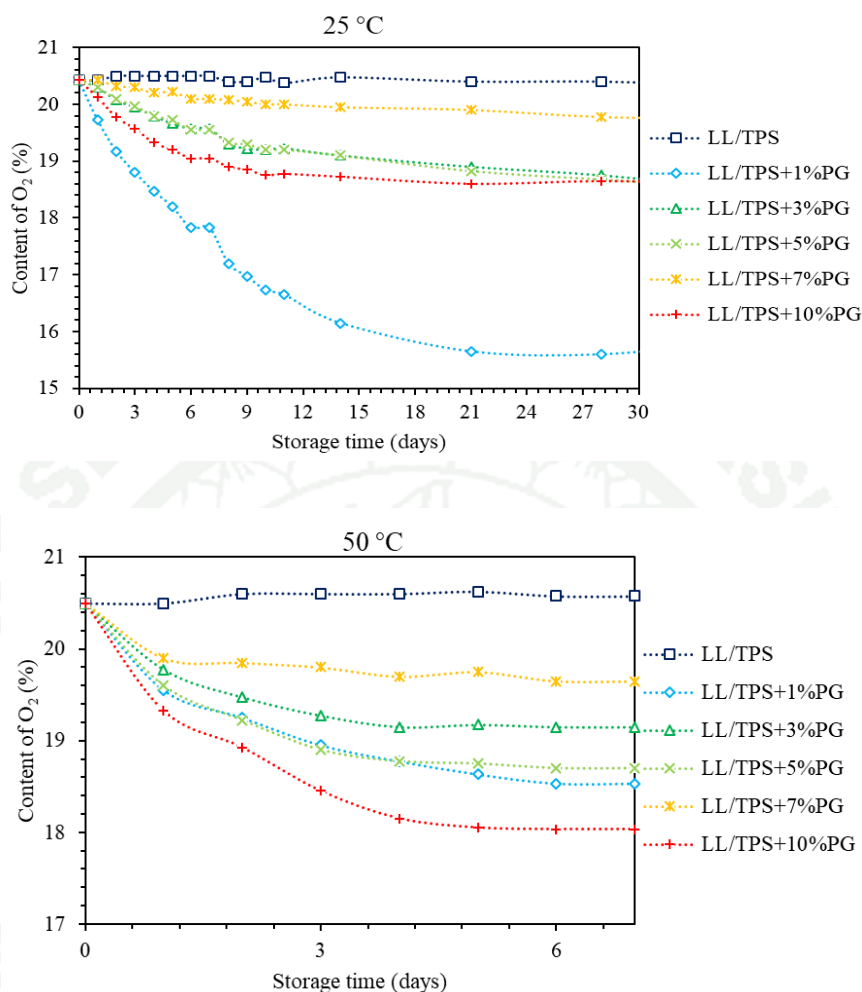 25 °C
21
20
19
18
17
16
15
Content of O₂ (%)
0 3 6 9 12 15 18 21 24 27 30
Storage time (days)
LL/TPS
LL/TPS+1%PG
LL/TPS+3%PG
LL/TPS+5%PG
LL/TPS+7%PG
LL/TPS+10%PG
50 °C
21
20
19
18
17
Content of O₂ (%)
0 3 6
Storage time (days)
LL/TPS
LL/TPS+1%PG
LL/TPS+3%PG
LL/TPS+5%PG
LL/TPS+7%PG
LL/TPS+10%PG